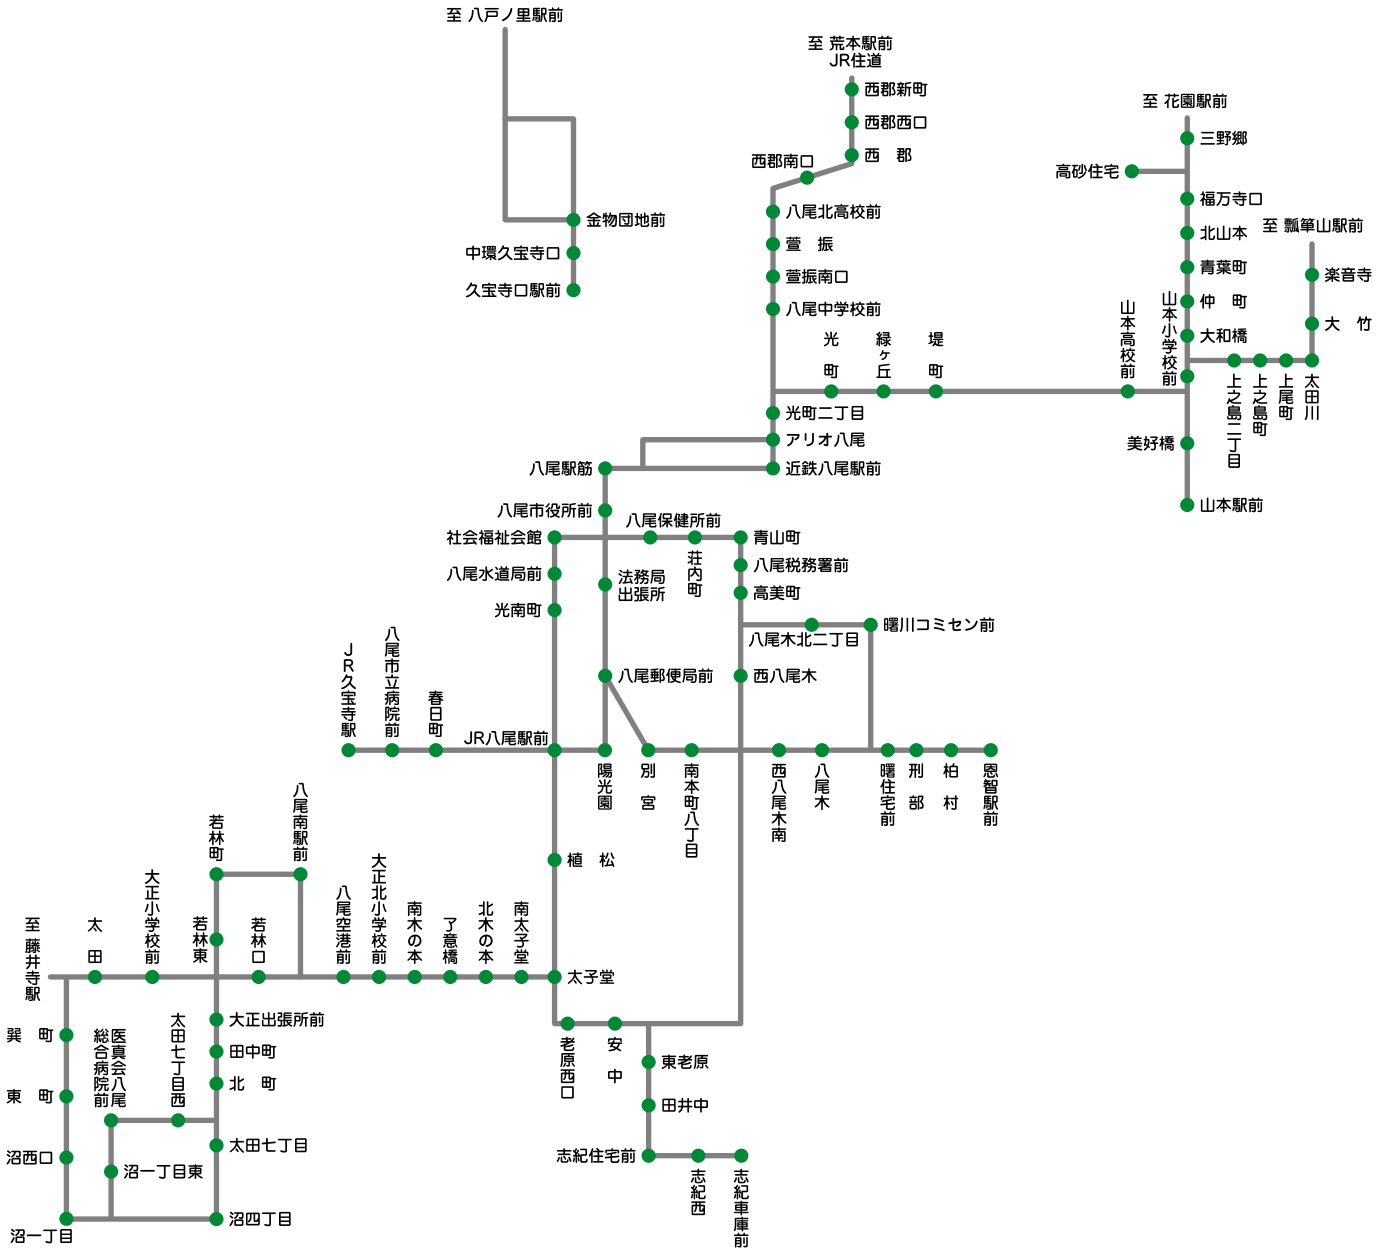 至 八戸ノ里駅前
金物団地前
中環久宝寺口
久宝寺口駅前
至 荒本駅前
JR住道
西郡新町
西郡西口
西　郡
西郡南口
八尾北高校前
萱　振
萱振南口
八尾中学校前
光　町
緑ヶ丘
堤　町
山本高校前
山本小学校前
至 花園駅前
三野郷
高砂住宅
福万寺口
北山本
青葉町
仲　町
大和橋
至 瓢箪山駅前
楽音寺
大　竹
上之島二丁目
上之島町
上尾町
太田川
美好橋
山本駅前
光町二丁目
アリオ八尾
近鉄八尾駅前
八尾駅筋
八尾市役所前
社会福祉会館
八尾保健所前
荘内町
青山町
八尾水道局前
光南町
法務局
出張所
八尾税務署前
高美町
八尾木北二丁目
曙川コミセン前
八尾郵便局前
西八尾木
JR久宝寺駅
八尾市立病院前
春日町
JR八尾駅前
陽光園
別　宮
南本町八丁目
西八尾木南
八尾木
曙住宅前
刑　部
柏　村
恩智駅前
植　松
若林町
八尾南駅前
至 藤井寺駅
太　田
大正小学校前
若林東
若林口
八尾空港前
大正北小学校前
南木の本
了意橋
北木の本
南太子堂
太子堂
巽　町
東　町
沼西口
沼一丁目
医真会八尾
総合病院前
太田七丁目西
大正出張所前
田中町
北　町
太田七丁目
沼一丁目東
沼四丁目
老原西口
安　中
東老原
田井中
志紀住宅前
志紀西
志紀車庫前